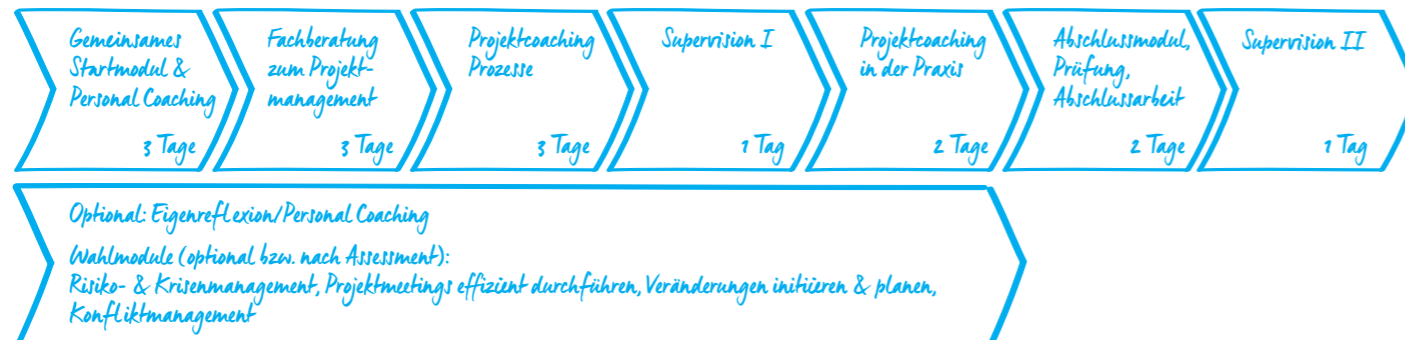 Gemeinsames
Startmodul &
Personal Coaching
3 Tage
Fachberatung
zum Projekt-
management
3 Tage
Projektcoaching
Prozesse
3 Tage
Supervision I
1 Tag
Projektcoaching
in der Praxis
2 Tage
Abschlussmodul,
Prüfung,
Abschlussarbeit
2 Tage
Supervision II
1 Tag
Optional: Eigenreflexion/Personal Coaching
Wahlmodule (optional bzw. nach Assessment):
Risiko- & Krisenmanagement, Projektmeetings effizient durchführen, Veränderungen initiieren & planen,
Konfliktmanagement